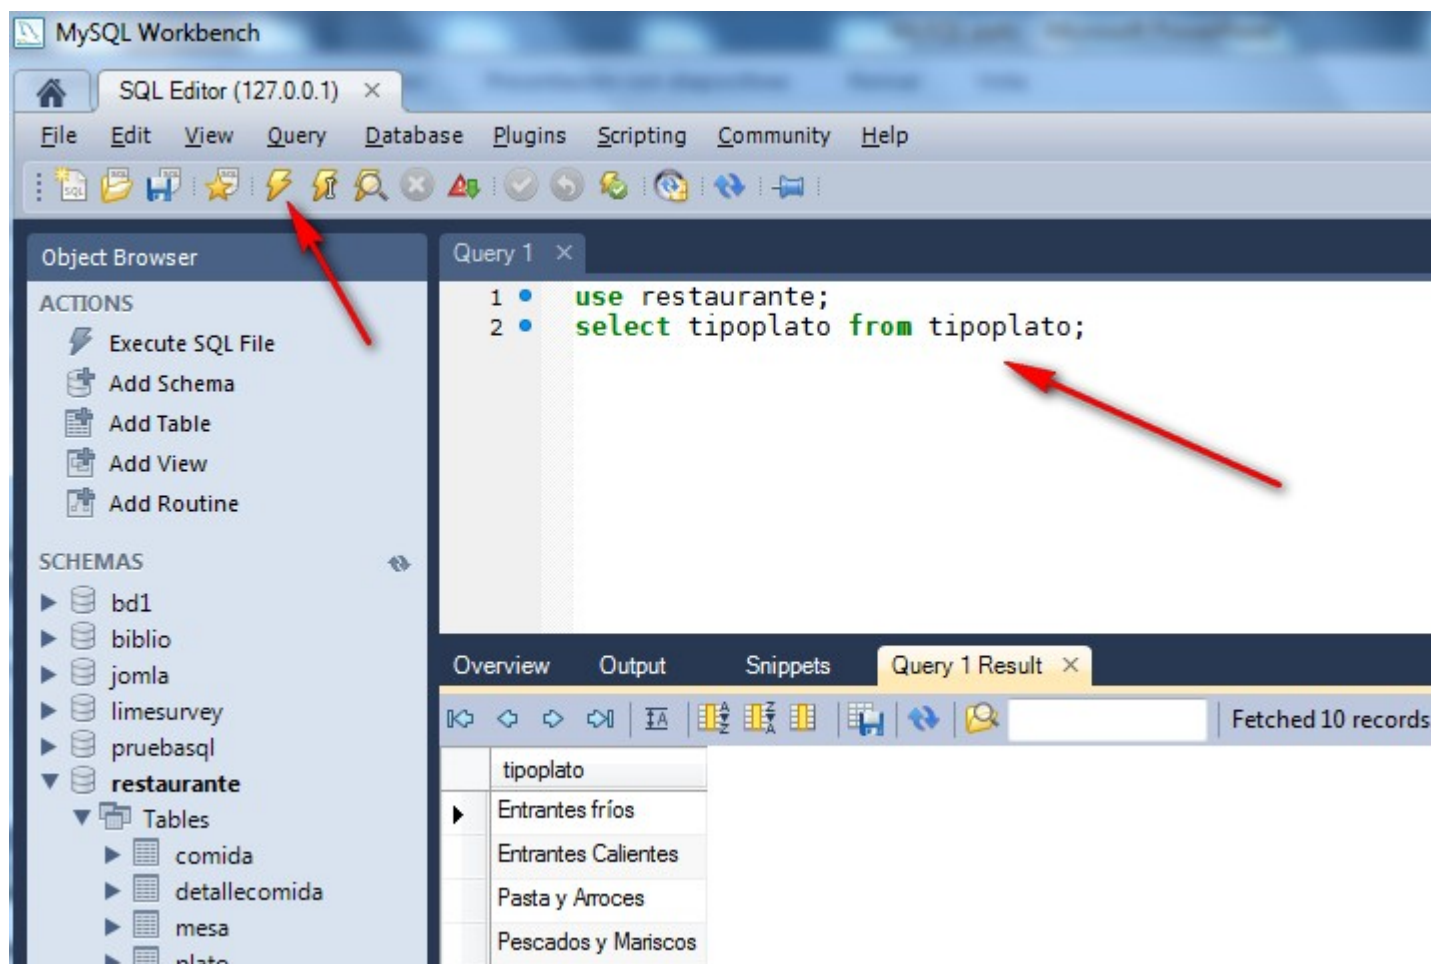 MySQL Workbench
SQL Editor (127.0.0.1)
File Edit View Query Database Plugins Scripting Community Help
Object Browser
ACTIONS
Execute SQL File
Add Schema
Add Table
Add View
Add Routine
SCHEMAS
bd1
biblio
jomla
limesurvey
pruebasql
restaurante
Tables
comida
detallecomida
mesa
plato
Query 1
1 use restaurante;
2 select tipoplato from tipoplato;
Overview Output Snippets Query 1 Result
Fetched 10 records
tipoplato
Entrantes fríos
Entrantes Calientes
Pasta y Arroces
Pescados y Mariscos